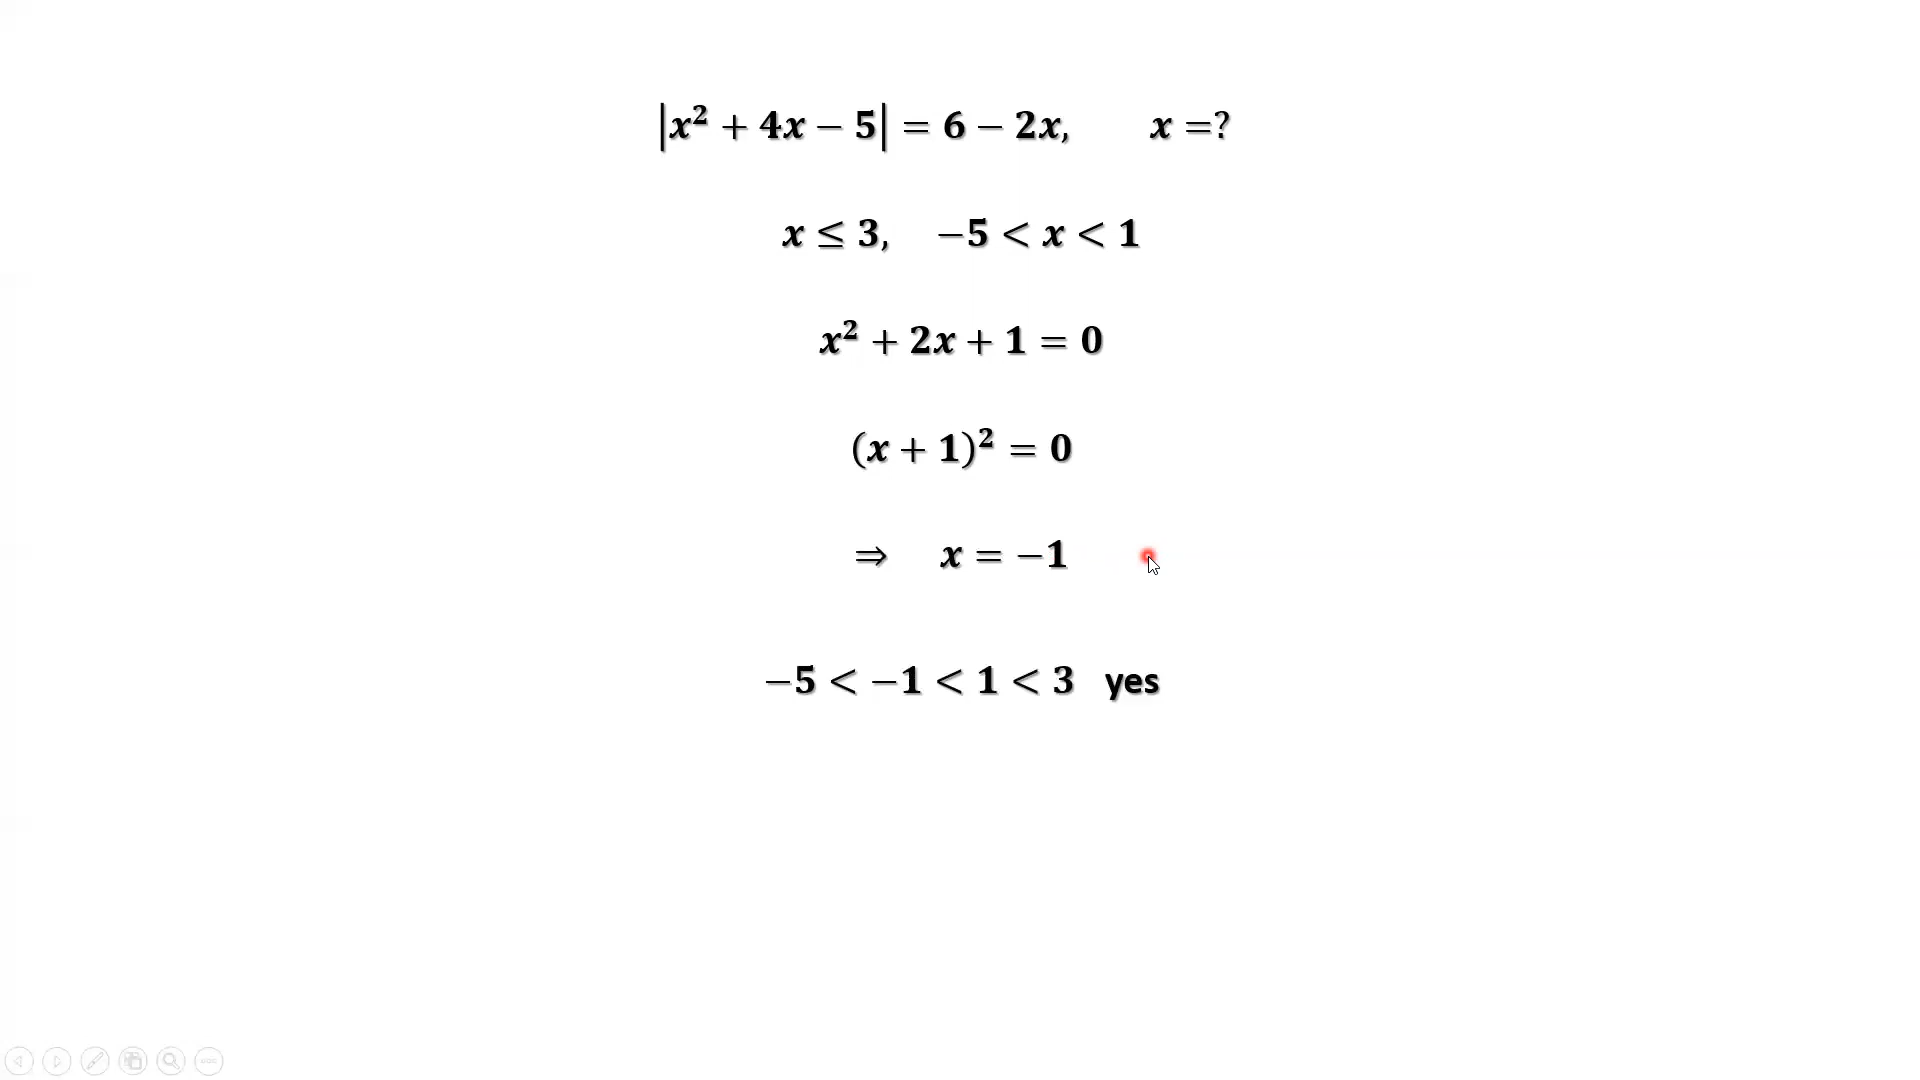 |x² + 4x − 5| = 6 − 2x, x =?
x ≤ 3, −5 < x < 1
x² + 2x + 1 = 0
(x + 1)² = 0
⇒ x = −1
−5 < −1 < 1 < 3 yes